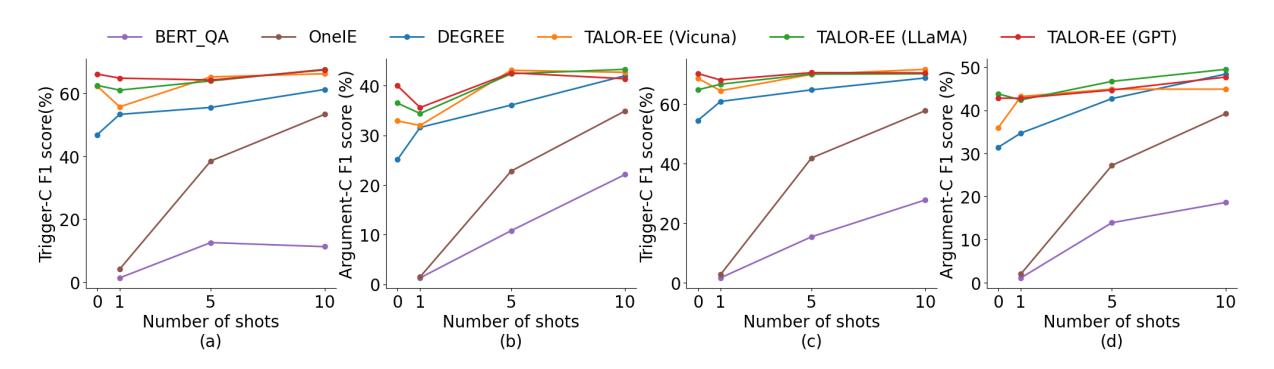 BERT_QA OneIE DEGREE TALOR-EE (Vicuna) TALOR-EE (LLaMA) TALOR-EE (GPT)
Trigger-C F1 score(%)
60
40
20
0
0 1 5 10
Number of shots
(a)
Argument-C F1 score (%)
40
30
20
10
0
0 1 5 10
Number of shots
(b)
Trigger-C F1 score(%)
60
40
20
0
0 1 5 10
Number of shots
(c)
Argument-C F1 score (%)
50
40
30
20
10
0
0 1 5 10
Number of shots
(d)